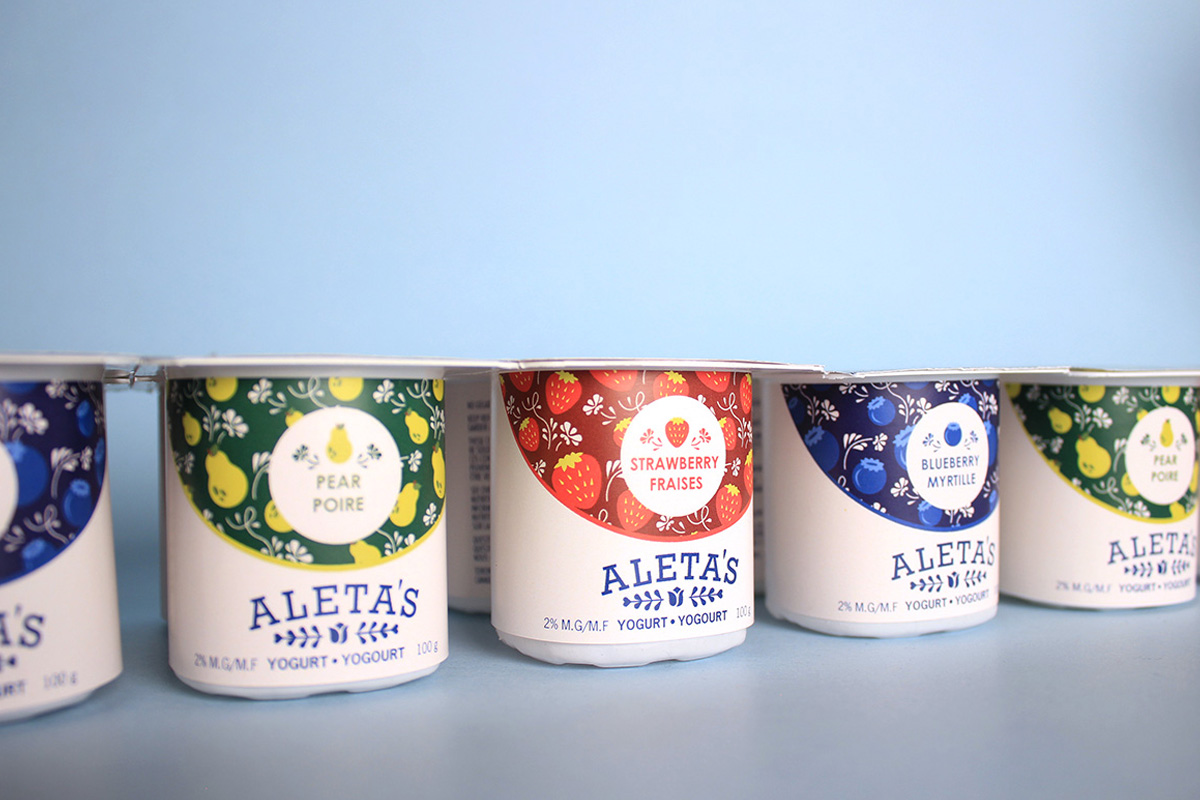 A'S
100 g
PEAR
POIRE
ALETA'S
2% M.G/M.F YOGURT • YOGOURT 100 g
STRAWBERRY
FRAISES
ALETA'S
2% M.G/M.F YOGURT • YOGOURT 100 g
BLUEBERRY
MYRTILLE
ALETA'S
2% M.G/M.F YOGURT • YOGOURT
PEAR
POIRE
ALETA'S
2% M.G/M.F YOGURT • YOGOURT